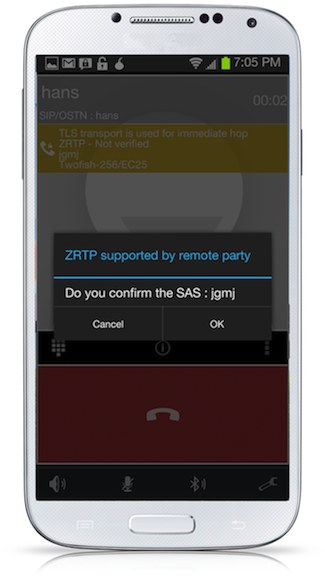 7:05 PM
hans
00:02
SIP/OSTN : hans
TLS transport is used for immediate hop
ZRTP - Not verified
jgmj
Twofish-256/EC25
ZRTP supported by remote party
Do you confirm the SAS : jgmj
Cancel
OK